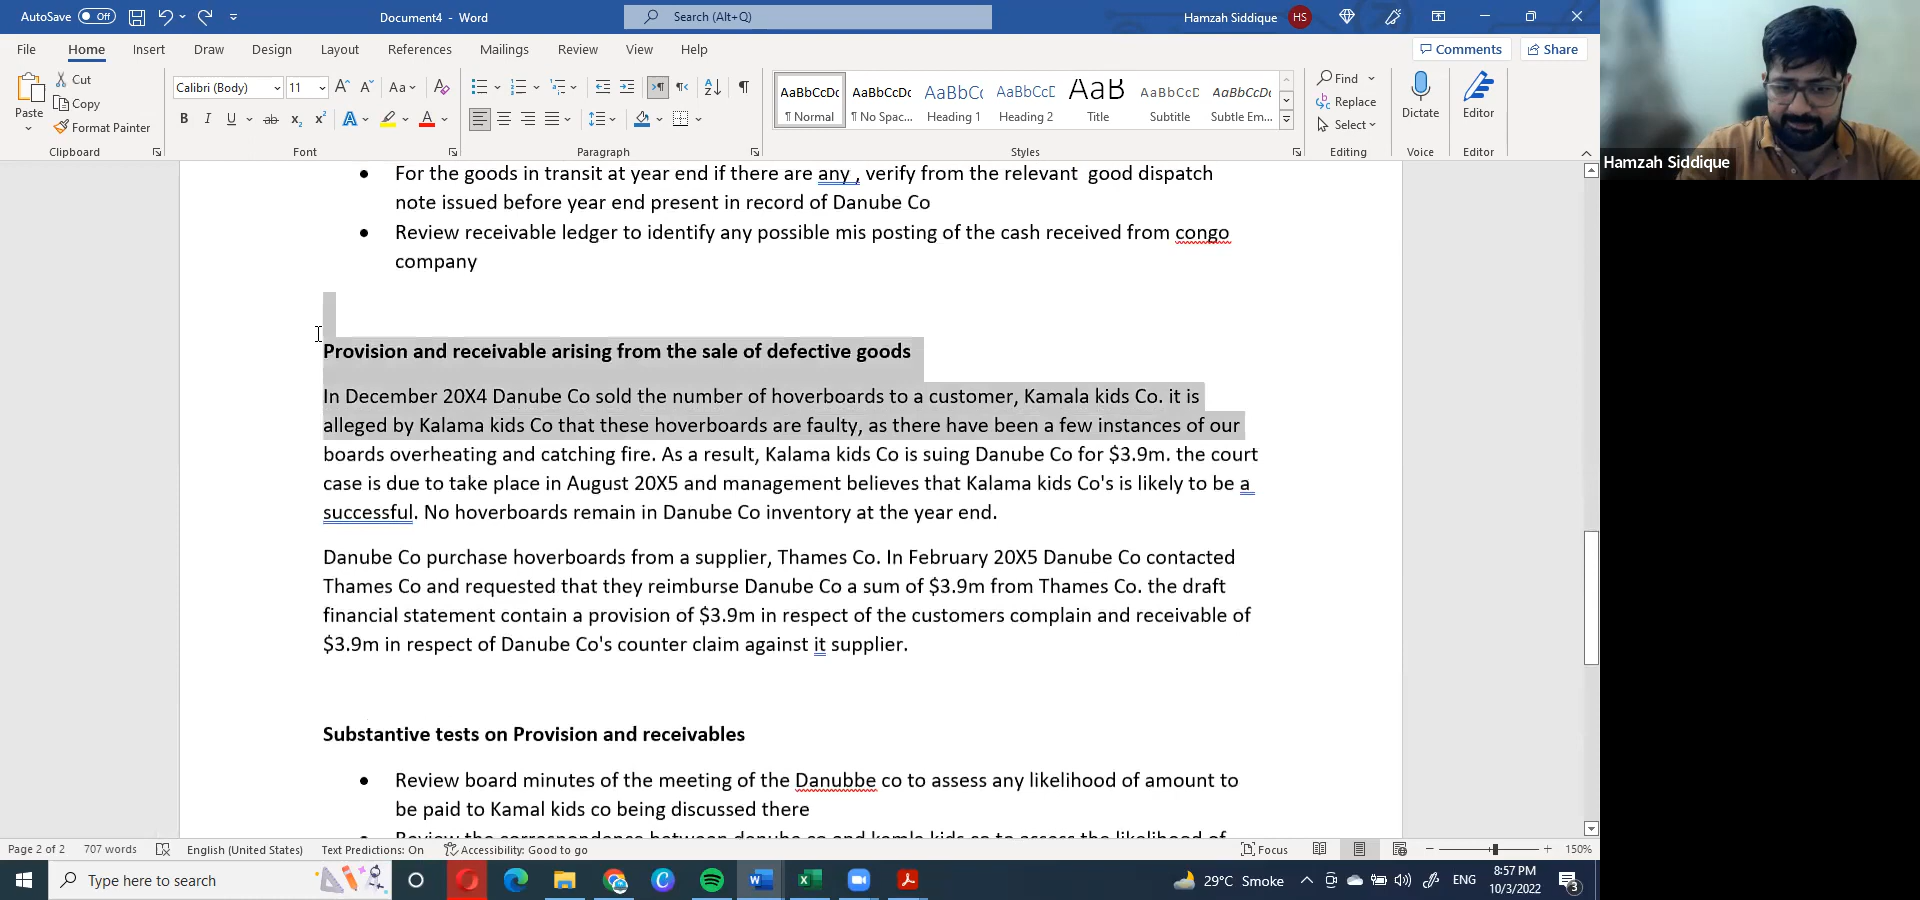 AutoSave Off Document4 - Word Search (Alt+Q) Hamzah Siddique HS
File Home Insert Draw Design Layout References Mailings Review View Help Comments Share
Paste Cut Copy Format Painter
Calibri (Body) 11
Normal No Spac... Heading 1 Heading 2 Title Subtitle Subtle Em...
Find Replace Select Dictate Editor
Clipboard Font Paragraph Styles Editing Voice Editor
Hamzah Siddique
• For the goods in transit at year end if there are any , verify from the relevant good dispatch
note issued before year end present in record of Danube Co
• Review receivable ledger to identify any possible mis posting of the cash received from congo
company
Provision and receivable arising from the sale of defective goods
In December 20X4 Danube Co sold the number of hoverboards to a customer, Kamala kids Co. it is
alleged by Kalama kids Co that these hoverboards are faulty, as there have been a few instances of our
boards overheating and catching fire. As a result, Kalama kids Co is suing Danube Co for $3.9m. the court
case is due to take place in August 20X5 and management believes that Kalama kids Co's is likely to be a
successful. No hoverboards remain in Danube Co inventory at the year end.
Danube Co purchase hoverboards from a supplier, Thames Co. In February 20X5 Danube Co contacted
Thames Co and requested that they reimburse Danube Co a sum of $3.9m from Thames Co. the draft
financial statement contain a provision of $3.9m in respect of the customers complain and receivable of
$3.9m in respect of Danube Co's counter claim against it supplier.
Substantive tests on Provision and receivables
• Review board minutes of the meeting of the Danubbe co to assess any likelihood of amount to
be paid to Kamal kids co being discussed there
• Review the correspondence between danube co and kamla kids co to assess the likelihood of
Page 2 of 2 707 words English (United States) Text Predictions: On Accessibility: Good to go Focus 150%
Type here to search 29°C Smoke ENG 8:57 PM
10/3/2022 3